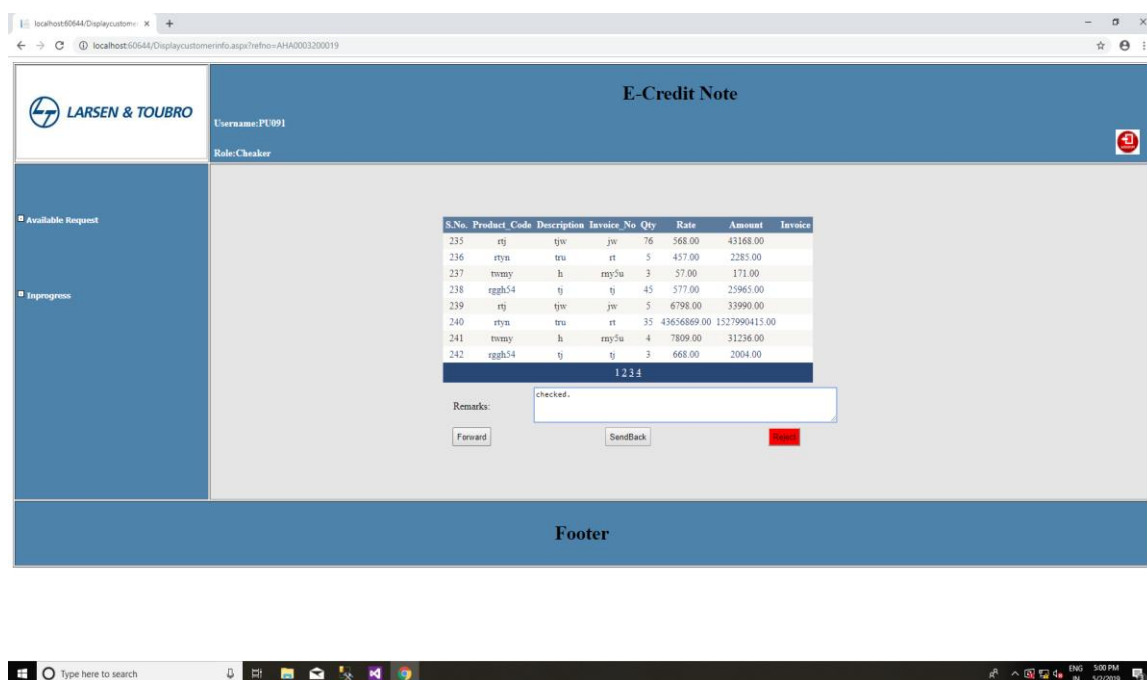 localhost:60644/Displaycustome
localhost:60644/Displaycustomerinfo.aspx?refno=AHA0003200019
LARSEN & TOUBRO
E-Credit Note
Username:PU091
Role:Cheaker
Available Request
Inprogress
S.No. Product_Code Description Invoice_No Qty Rate Amount Invoice
235 rtj tjw jw 76 568.00 43168.00
236 rtyn tru rt 5 457.00 2285.00
237 twmy h rny5u 3 57.00 171.00
238 rggh54 tj tj 45 577.00 25965.00
239 rtj tjw jw 5 6798.00 33990.00
240 rtyn tru rt 35 43656869.00 1527990415.00
241 twmy h rny5u 4 7809.00 31236.00
242 rggh54 tj tj 3 668.00 2004.00
1 2 3 4
Remarks:
checked.
Forward SendBack Reject
Footer
Type here to search
ENG 5:00 PM
IN 5/2/2019